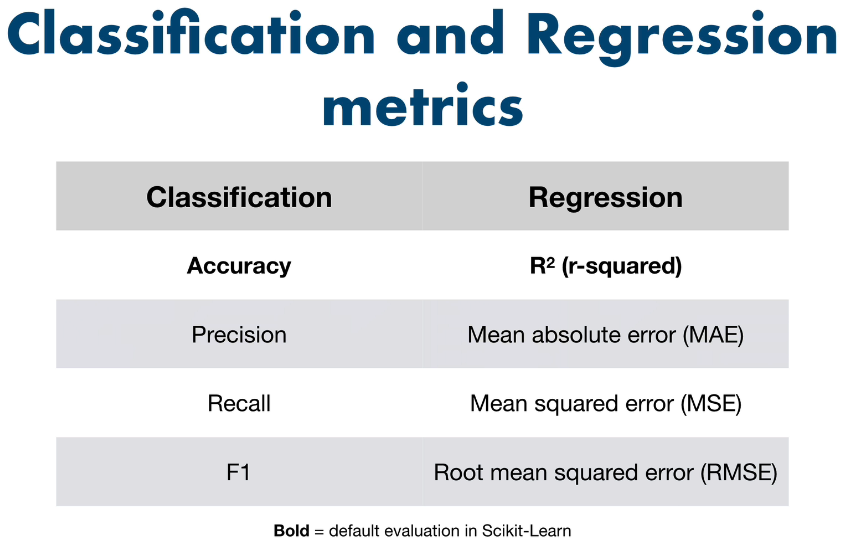 Classification and Regression
metrics
Classification Regression
Accuracy R² (r-squared)
Precision Mean absolute error (MAE)
Recall Mean squared error (MSE)
F1 Root mean squared error (RMSE)
Bold = default evaluation in Scikit-Learn